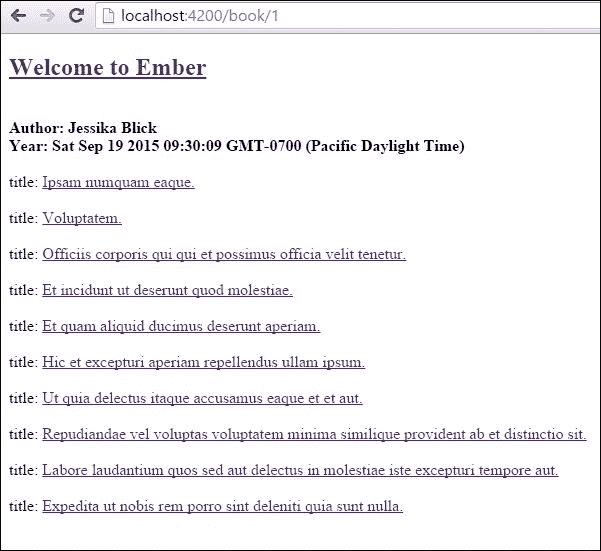 localhost:4200/book/1
Welcome to Ember
Author: Jessika Blick
Year: Sat Sep 19 2015 09:30:09 GMT-0700 (Pacific Daylight Time)
title: Ipsam numquam eaque.
title: Voluptatem.
title: Officiis corporis qui qui et possimus officia velit tenetur.
title: Et incidunt ut deserunt quod molestiae.
title: Et quam aliquid ducimus deserunt aperiam.
title: Hic et excepturi aperiam repellendus ullam ipsum.
title: Ut quia delectus itaque accusamus eaque et et aut.
title: Repudiandae vel voluptas voluptatem minima similique provident ab et distinctio sit.
title: Labore laudantium quos sed aut delectus in molestiae iste excepturi tempore aut.
title: Expedita ut nobis rem porro sint deleniti quia sunt nulla.